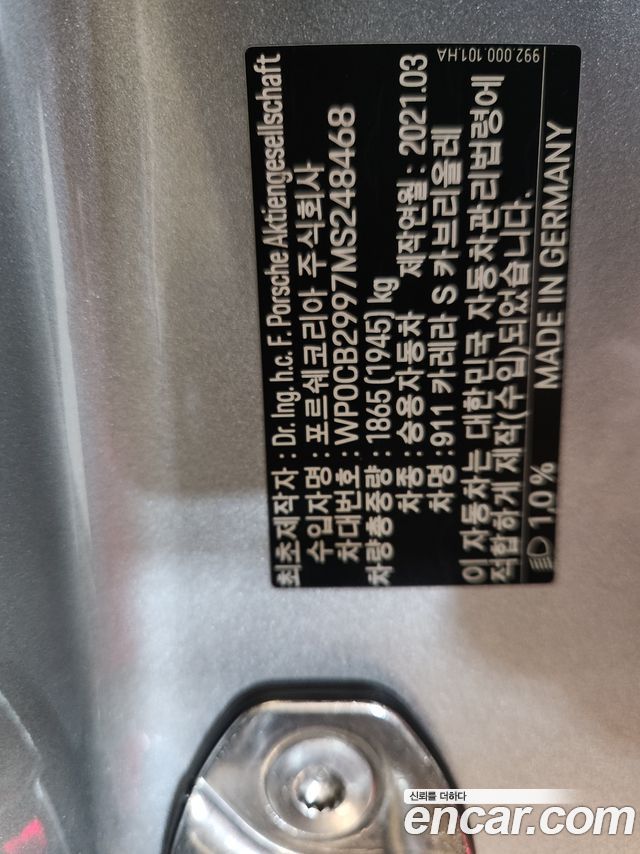 최초제작자 : Dr. Ing. h.c. F. Porsche Aktiengesellschaft
수입자명 : 포르쉐코리아 주식회사
차대번호 : WP0CB2997MS248468
차량총중량 : 1865 (1945) kg
차종 : 승용자동차 제작연월 : 2021.03
차명 : 911 카레라 S 카브리올레
이 자동차는 대한민국 자동차관리법령에
적합하게 제작(수입)되었습니다.
1,0 % MADE IN GERMANY
992.000.101.HA
신뢰를 더하다
encar.com